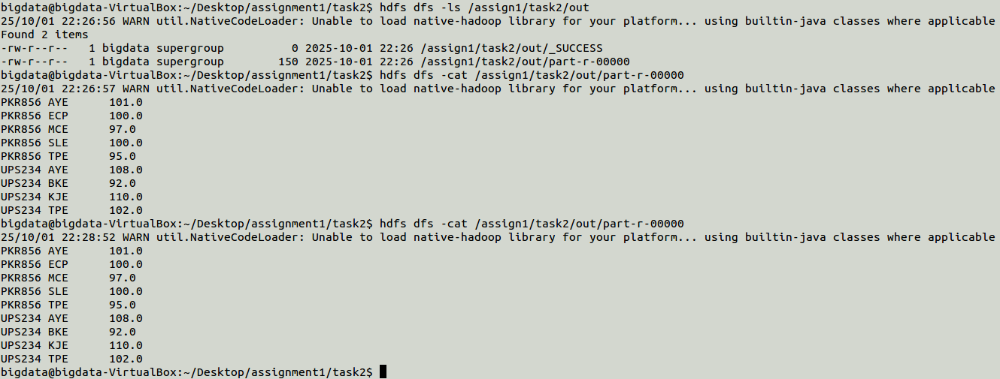 bigdata@bigdata-VirtualBox:~/Desktop/assignment1/task2$ hdfs dfs -ls /assign1/task2/out
25/10/01 22:26:56 WARN util.NativeCodeLoader: Unable to load native-hadoop library for your platform... using builtin-java classes where applicable
Found 2 items
-rw-r--r--   1 bigdata supergroup          0 2025-10-01 22:26 /assign1/task2/out/_SUCCESS
-rw-r--r--   1 bigdata supergroup        150 2025-10-01 22:26 /assign1/task2/out/part-r-00000
bigdata@bigdata-VirtualBox:~/Desktop/assignment1/task2$ hdfs dfs -cat /assign1/task2/out/part-r-00000
25/10/01 22:26:57 WARN util.NativeCodeLoader: Unable to load native-hadoop library for your platform... using builtin-java classes where applicable
PKR856 AYE      101.0
PKR856 ECP      100.0
PKR856 MCE      97.0
PKR856 SLE      100.0
PKR856 TPE      95.0
UPS234 AYE      108.0
UPS234 BKE      92.0
UPS234 KJE      110.0
UPS234 TPE      102.0
bigdata@bigdata-VirtualBox:~/Desktop/assignment1/task2$ hdfs dfs -cat /assign1/task2/out/part-r-00000
25/10/01 22:28:52 WARN util.NativeCodeLoader: Unable to load native-hadoop library for your platform... using builtin-java classes where applicable
PKR856 AYE      101.0
PKR856 ECP      100.0
PKR856 MCE      97.0
PKR856 SLE      100.0
PKR856 TPE      95.0
UPS234 AYE      108.0
UPS234 BKE      92.0
UPS234 KJE      110.0
UPS234 TPE      102.0
bigdata@bigdata-VirtualBox:~/Desktop/assignment1/task2$